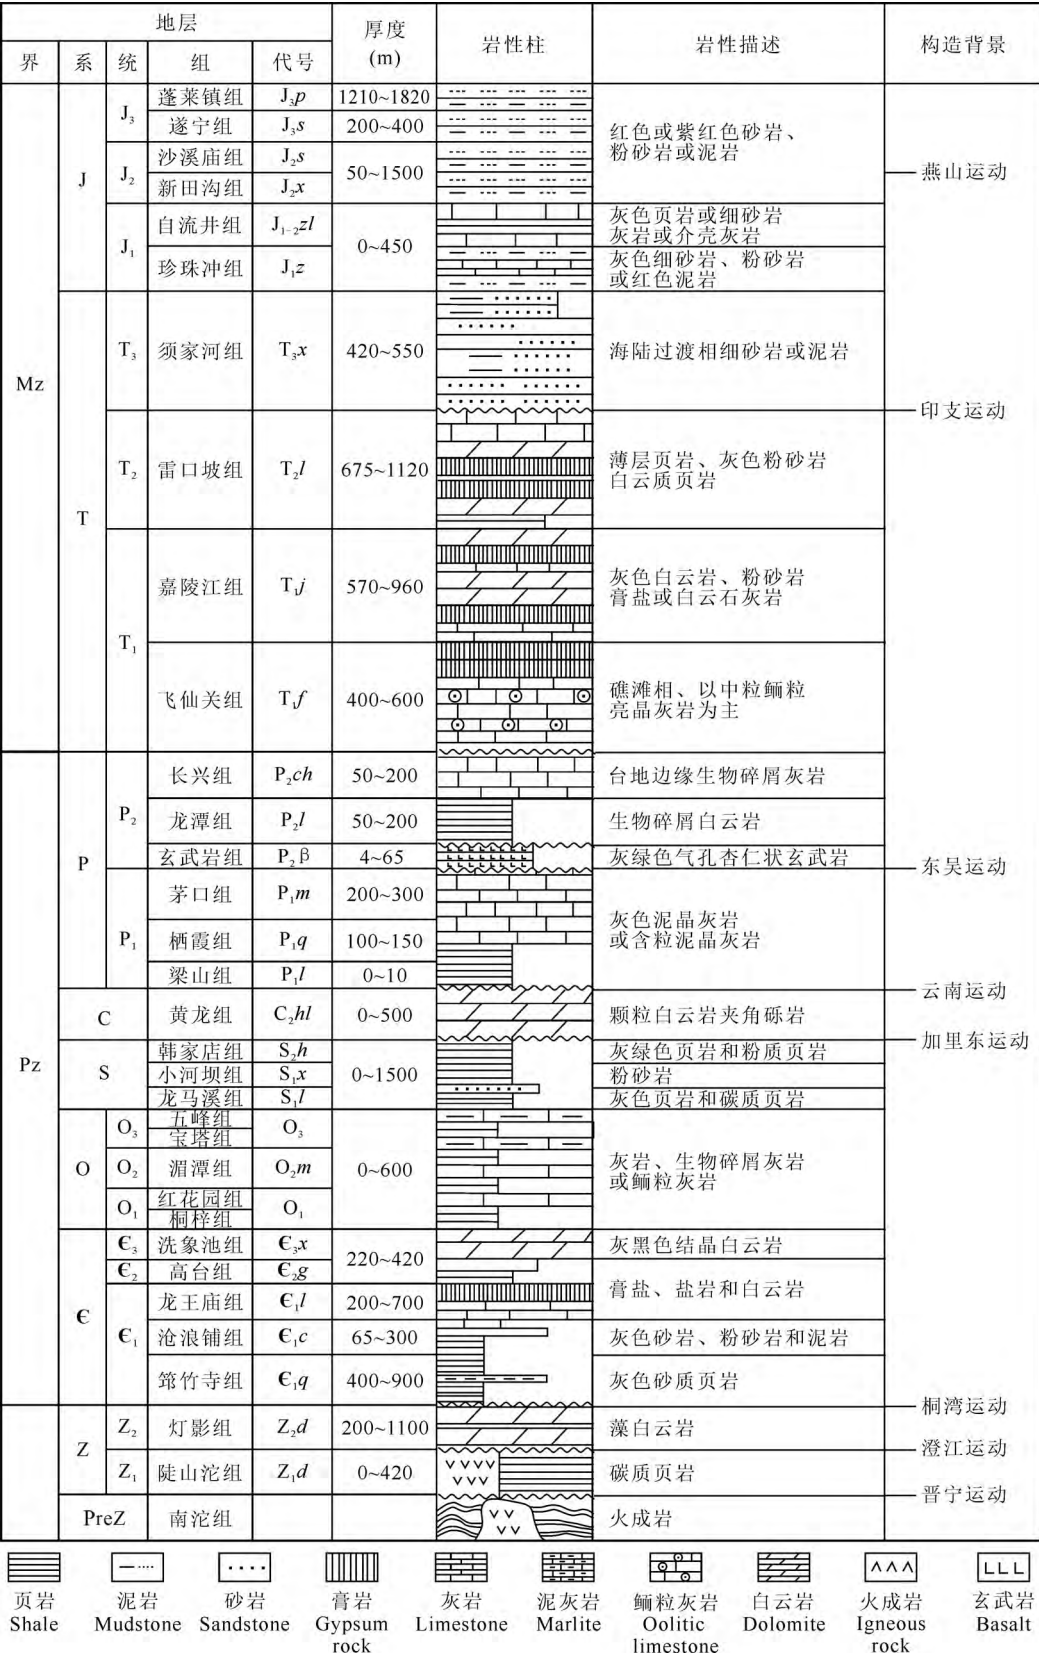 地层
厚度
(m)
岩性柱
岩性描述
构造背景
界
系
统
组
代号
Mz
J
J₃
蓬莱镇组
J₃p
1210~1820
红色或紫红色砂岩、
粉砂岩或泥岩
遂宁组
J₃s
200~400
J₂
沙溪庙组
J₂s
50~1500
燕山运动
新田沟组
J₂x
J₁
自流井组
J₁₋₂zl
0~450
灰色页岩或细砂岩
灰岩或介壳灰岩
珍珠冲组
J₁z
灰色细砂岩、粉砂岩
或红色泥岩
T
T₃
须家河组
T₃x
420~550
海陆过渡相细砂岩或泥岩
印支运动
T₂
雷口坡组
T₂l
675~1120
薄层页岩、灰色粉砂岩
白云质页岩
T₁
嘉陵江组
T₁j
570~960
灰色白云岩、粉砂岩
膏盐或白云石灰岩
飞仙关组
T₁f
400~600
礁滩相、以中粒鲕粒
亮晶灰岩为主
Pz
P
P₂
长兴组
P₂ch
50~200
台地边缘生物碎屑灰岩
龙潭组
P₂l
50~200
生物碎屑白云岩
玄武岩组
P₂β
4~65
灰绿色气孔杏仁状玄武岩
东吴运动
P₁
茅口组
P₁m
200~300
灰色泥晶灰岩
或含粒泥晶灰岩
栖霞组
P₁q
100~150
梁山组
P₁l
0~10
云南运动
C
黄龙组
C₂hl
0~500
颗粒白云岩夹角砾岩
加里东运动
S
韩家店组
S₂h
0~1500
灰绿色页岩和粉质页岩
小河坝组
S₁x
粉砂岩
龙马溪组
S₁l
灰色页岩和碳质页岩
O
O₃
五峰组
宝塔组
O₃
0~600
灰岩、生物碎屑灰岩
或鲕粒灰岩
O₂
湄潭组
O₂m
O₁
红花园组
桐梓组
O₁
Є
Є₃
洗象池组
Є₃x
220~420
灰黑色结晶白云岩
Є₂
高台组
Є₂g
膏盐、盐岩和白云岩
Є₁
龙王庙组
Є₁l
200~700
沧浪铺组
Є₁c
65~300
灰色砂岩、粉砂岩和泥岩
筇竹寺组
Є₁q
400~900
灰色砂质页岩
桐湾运动
Z
Z₂
灯影组
Z₂d
200~1100
藻白云岩
澄江运动
Z₁
陡山沱组
Z₁d
0~420
碳质页岩
晋宁运动
PreZ
南沱组
火成岩
页岩
Shale
泥岩
Mudstone
砂岩
Sandstone
膏岩
Gypsum
rock
灰岩
Limestone
泥灰岩
Marlite
鲕粒灰岩
Oolitic
limestone
白云岩
Dolomite
火成岩
Igneous
rock
玄武岩
Basalt